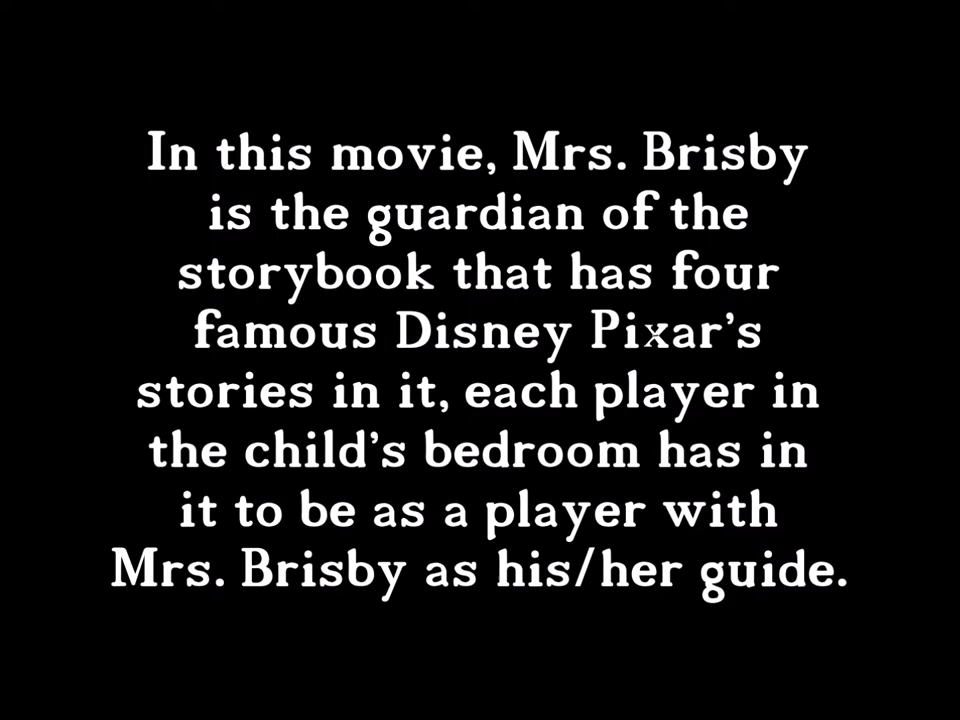 In this movie, Mrs. Brisby
is the guardian of the
storybook that has four
famous Disney Pixar's
stories in it, each player in
the child's bedroom has in
it to be as a player with
Mrs. Brisby as his/her guide.